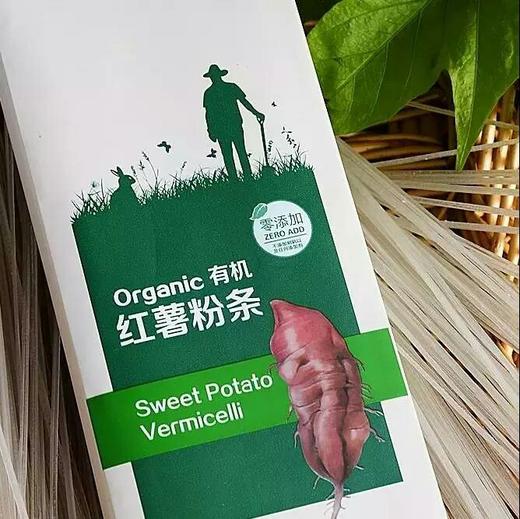 零添加
ZERO ADD
Organic 有机
红薯粉条
Sweet Potato
Vermicelli